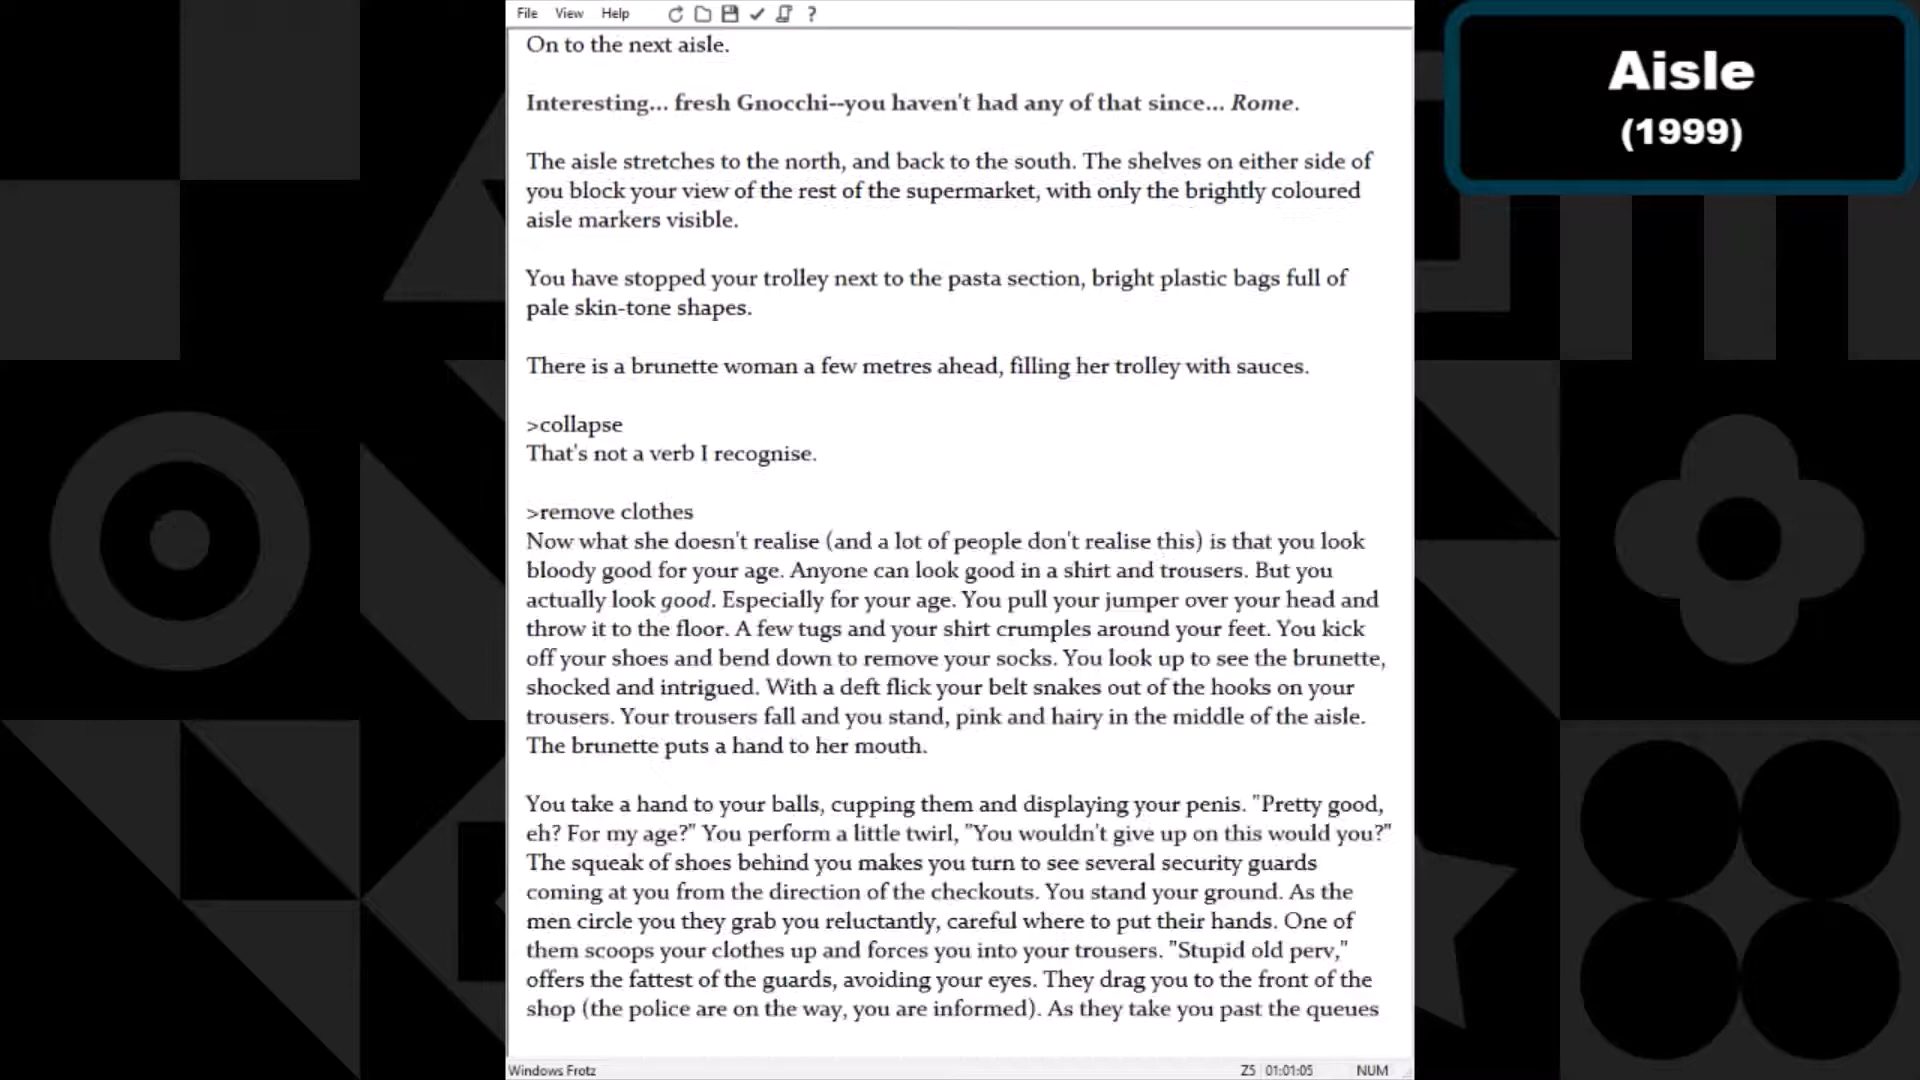 File View Help ?
Aisle
(1999)
On to the next aisle.
Interesting... fresh Gnocchi--you haven't had any of that since... Rome.
The aisle stretches to the north, and back to the south. The shelves on either side of
you block your view of the rest of the supermarket, with only the brightly coloured
aisle markers visible.
You have stopped your trolley next to the pasta section, bright plastic bags full of
pale skin-tone shapes.
There is a brunette woman a few metres ahead, filling her trolley with sauces.
>collapse
That's not a verb I recognise.
>remove clothes
Now what she doesn't realise (and a lot of people don't realise this) is that you look
bloody good for your age. Anyone can look good in a shirt and trousers. But you
actually look good. Especially for your age. You pull your jumper over your head and
throw it to the floor. A few tugs and your shirt crumples around your feet. You kick
off your shoes and bend down to remove your socks. You look up to see the brunette,
shocked and intrigued. With a deft flick your belt snakes out of the hooks on your
trousers. Your trousers fall and you stand, pink and hairy in the middle of the aisle.
The brunette puts a hand to her mouth.
You take a hand to your balls, cupping them and displaying your penis. "Pretty good,
eh? For my age?" You perform a little twirl, "You wouldn't give up on this would you?"
The squeak of shoes behind you makes you turn to see several security guards
coming at you from the direction of the checkouts. You stand your ground. As the
men circle you they grab you reluctantly, careful where to put their hands. One of
them scoops your clothes up and forces you into your trousers. "Stupid old perv,"
offers the fattest of the guards, avoiding your eyes. They drag you to the front of the
shop (the police are on the way, you are informed). As they take you past the queues
Windows Frotz Z5 01:01:05 NUM